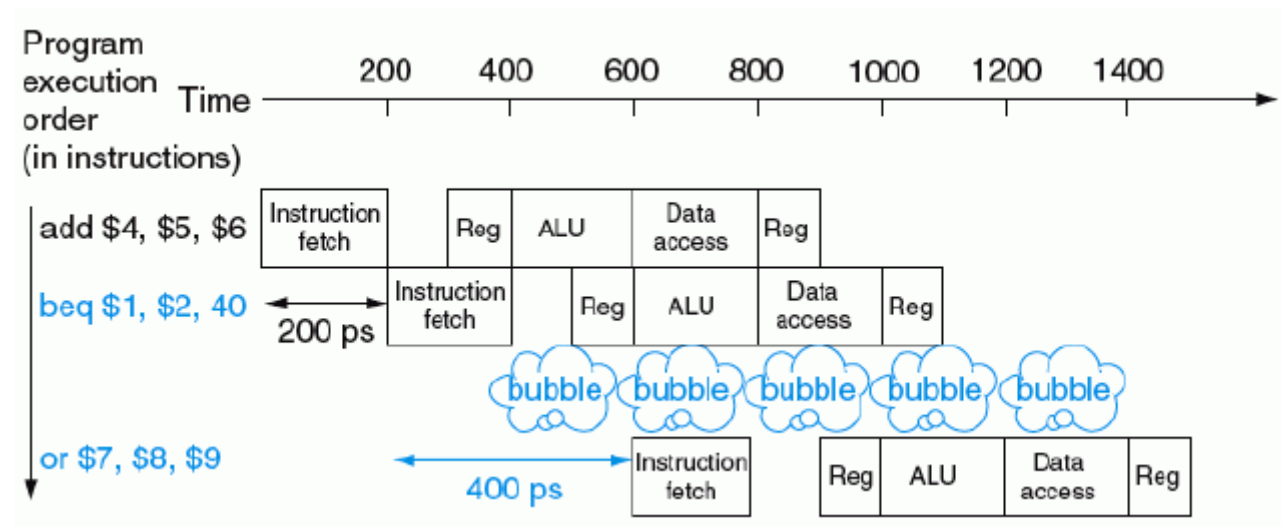 Program
execution
order
(in instructions)
Time
200 400 600 800 1000 1200 1400
add $4, $5, $6
Instruction
fetch
Reg
ALU
Data
access
Reg
beq $1, $2, 40
200 ps
Instruction
fetch
Reg
ALU
Data
access
Reg
bubble bubble bubble bubble bubble
or $7, $8, $9
400 ps
Instruction
fetch
Reg
ALU
Data
access
Reg